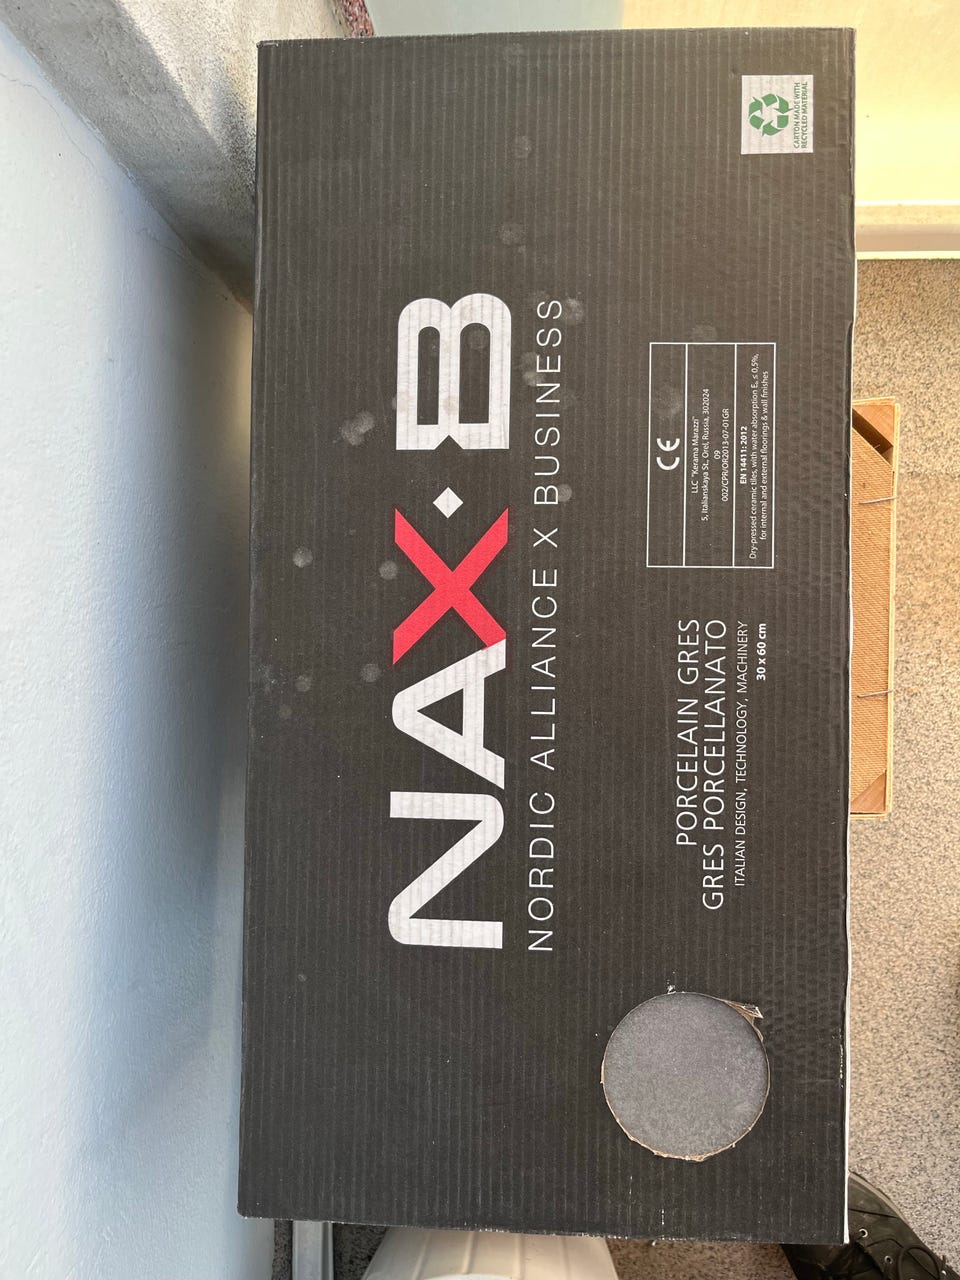 NAX·B
NORDIC ALLIANCE X BUSINESS
PORCELAIN GRES
GRES PORCELLANATO
ITALIAN DESIGN, TECHNOLOGY, MACHINERY
30 x 60 cm
CE
LLC "Kerama Marazzi"
5, Italianskaya St., Orel, Russia, 302024
09
002/CPR/OR2013-07-01GR
EN 14411: 2012
Dry-pressed ceramic tiles, with water absorption Eb ≤ 0,5%,
for internal and external floorings & wall finishes
CARTON MADE WITH
RECYCLED MATERIAL